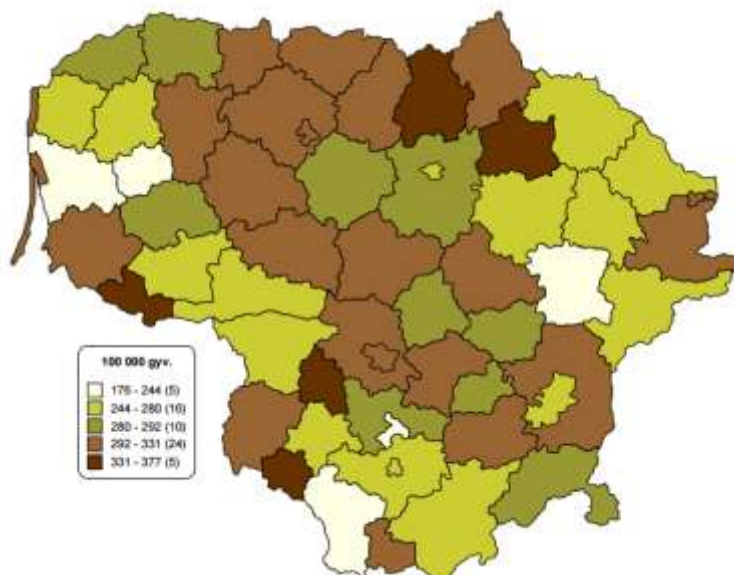 100 000 gyv.
176 - 244 (5)
244 - 280 (16)
280 - 292 (10)
292 - 331 (24)
331 - 377 (5)